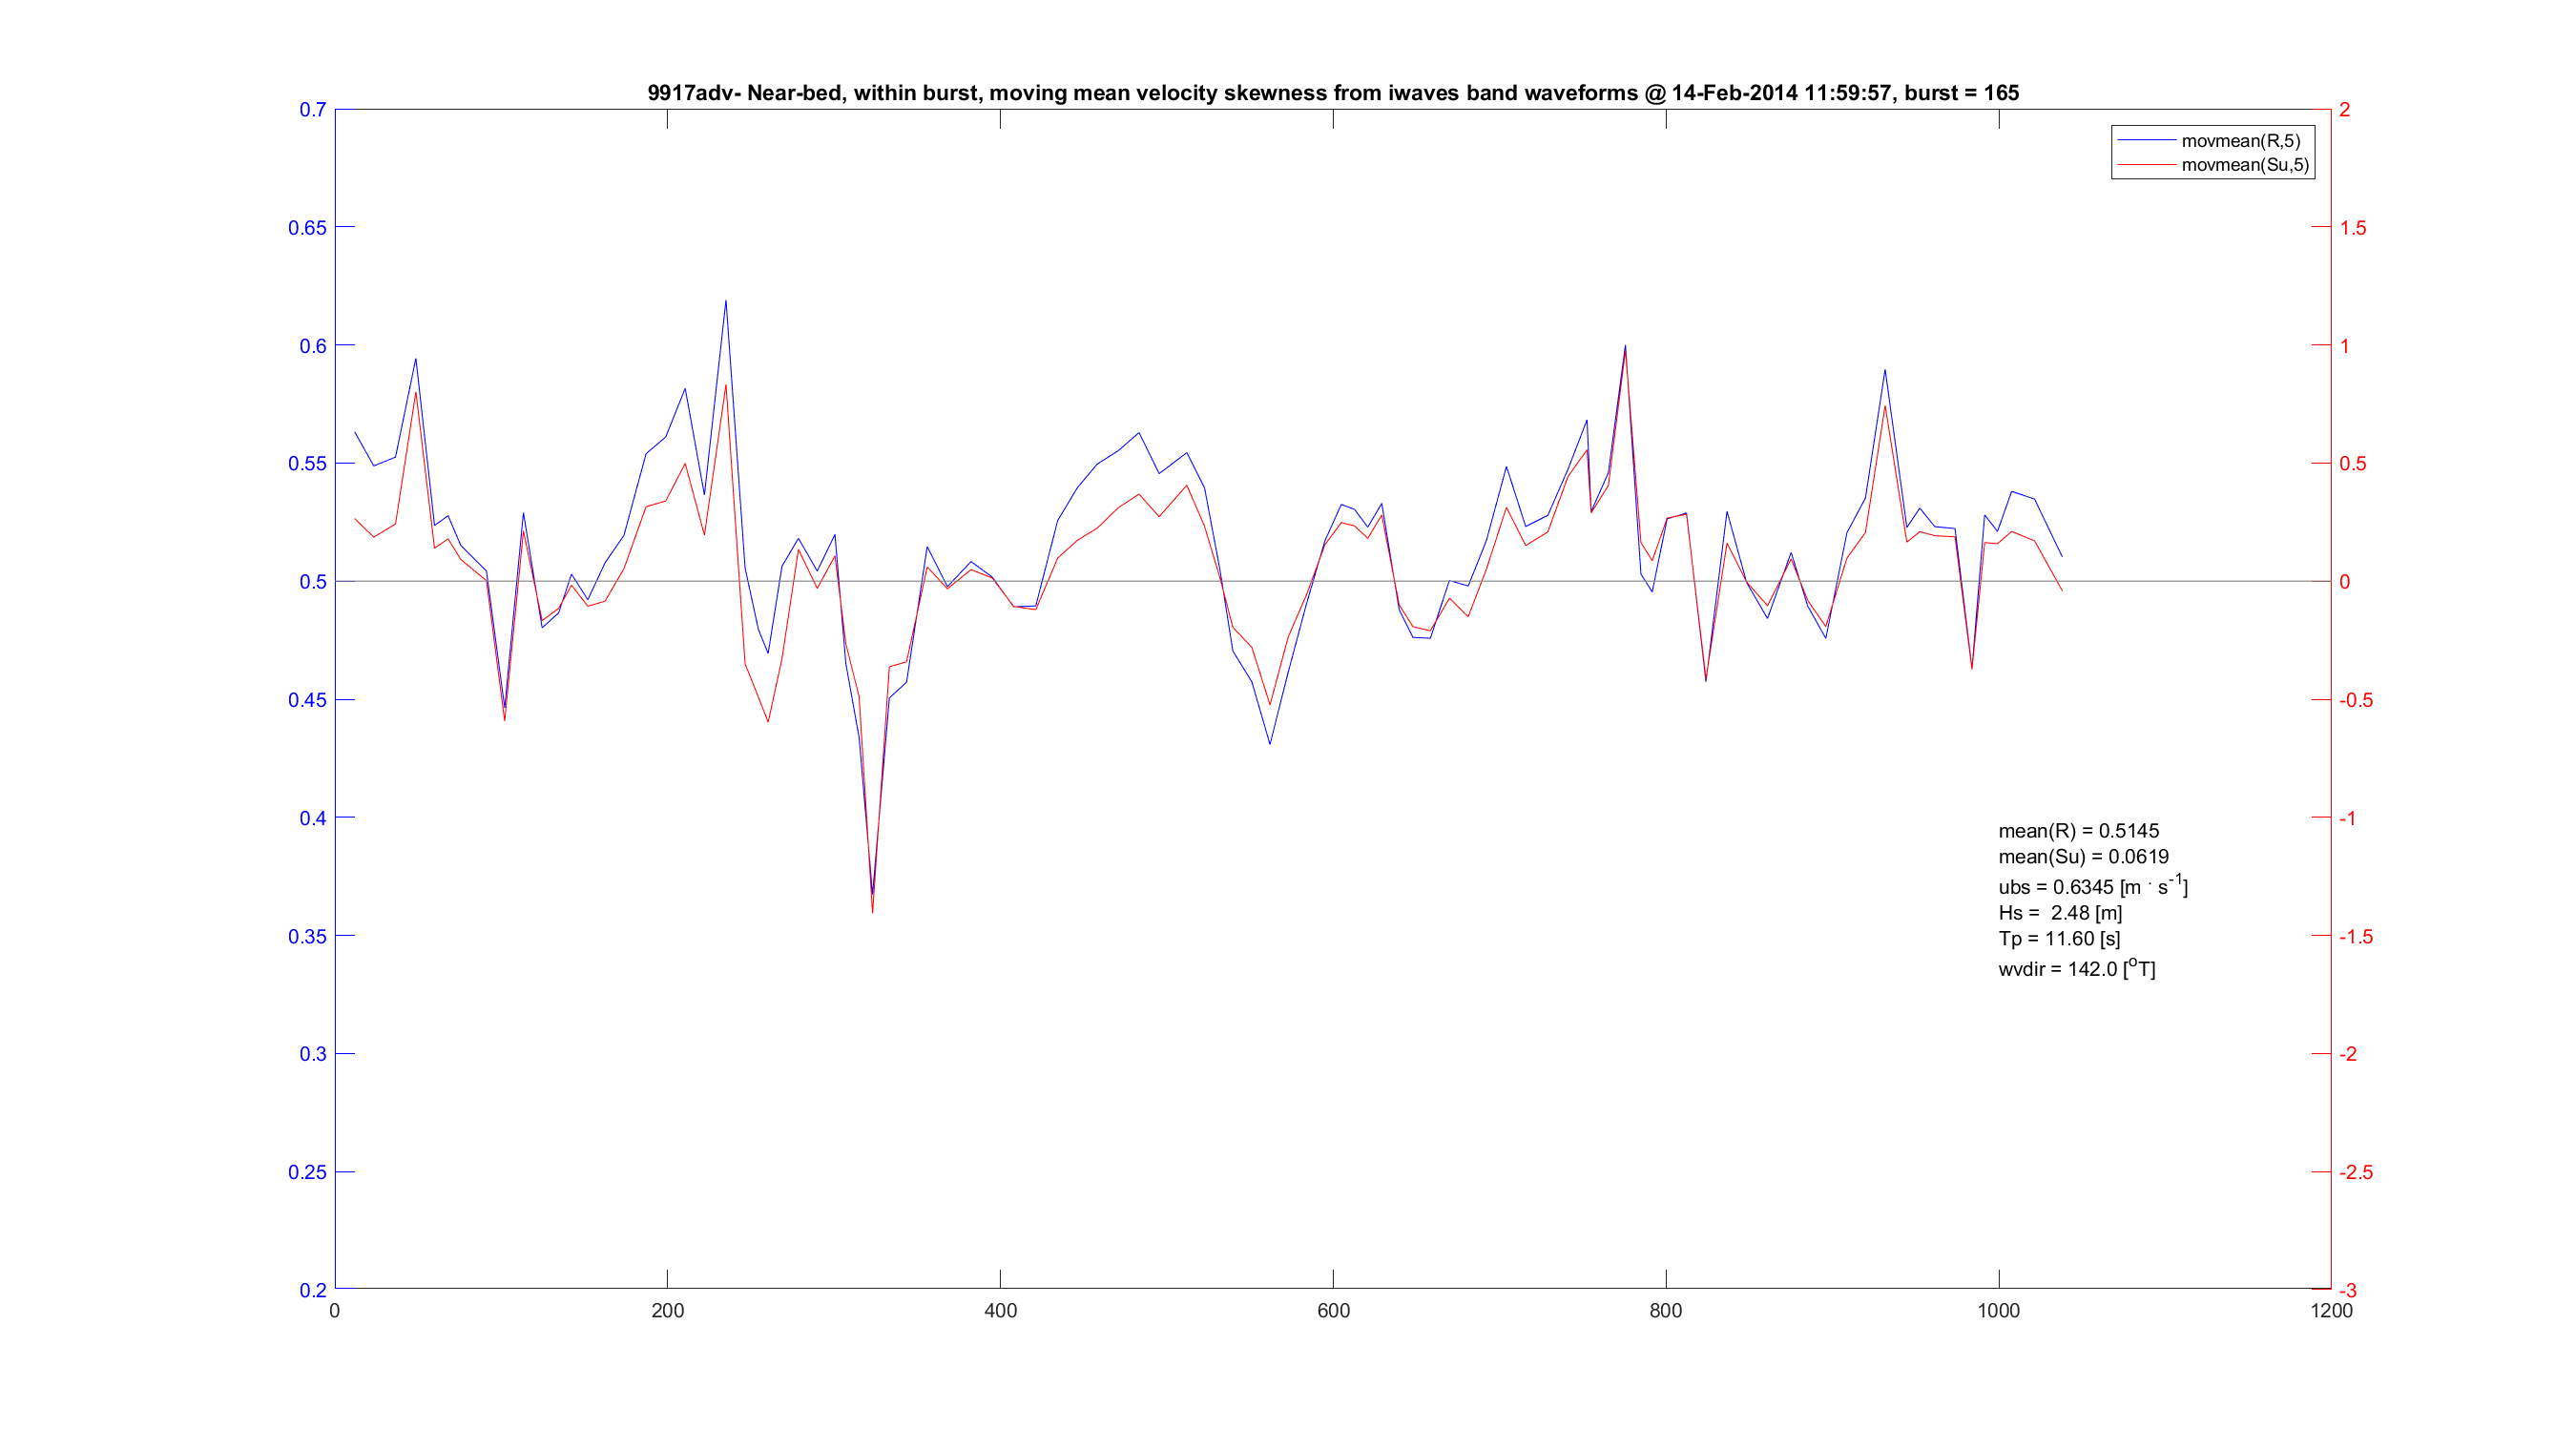 9917adv- Near-bed, within burst, moving mean velocity skewness from iwaves band waveforms @ 14-Feb-2014 11:59:57, burst = 165
0.7
0.65
0.6
0.55
0.5
0.45
0.4
0.35
0.3
0.25
0.2
2
1.5
1
0.5
0
-0.5
-1
-1.5
-2
-2.5
-3
movmean(R,5)
movmean(Su,5)
mean(R) = 0.5145
mean(Su) = 0.0619
ubs = 0.6345 [m · s⁻¹]
Hs = 2.48 [m]
Tp = 11.60 [s]
wvdir = 142.0 [ᵒT]
0 200 400 600 800 1000 1200